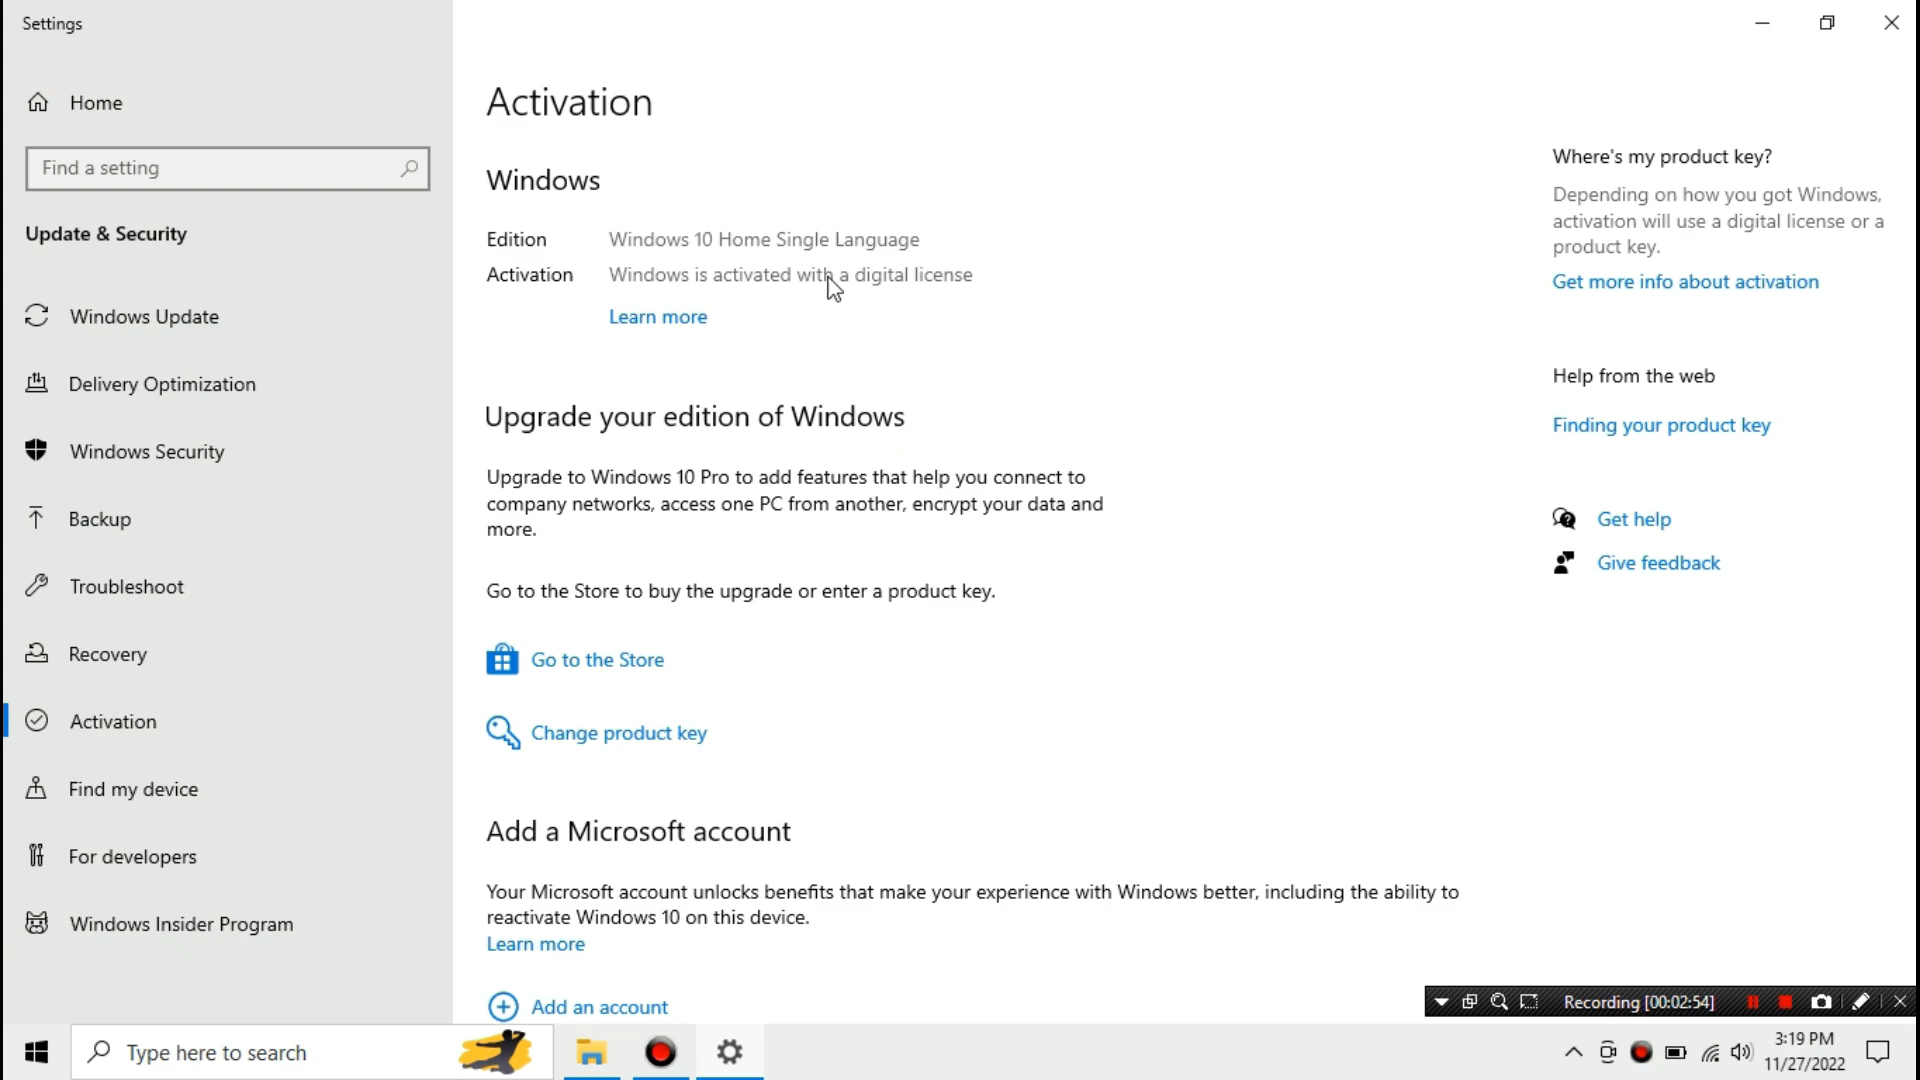 Settings
Home
Find a setting
Update & Security
Windows Update
Delivery Optimization
Windows Security
Backup
Troubleshoot
Recovery
Activation
Find my device
For developers
Windows Insider Program
Activation
Windows
Edition Windows 10 Home Single Language
Activation Windows is activated with a digital license
Learn more
Upgrade your edition of Windows
Upgrade to Windows 10 Pro to add features that help you connect to
company networks, access one PC from another, encrypt your data and
more.
Go to the Store to buy the upgrade or enter a product key.
Go to the Store
Change product key
Add a Microsoft account
Your Microsoft account unlocks benefits that make your experience with Windows better, including the ability to
reactivate Windows 10 on this device.
Learn more
Add an account
Where's my product key?
Depending on how you got Windows,
activation will use a digital license or a
product key.
Get more info about activation
Help from the web
Finding your product key
Get help
Give feedback
Recording [00:02:54]
Type here to search
3:19 PM
11/27/2022